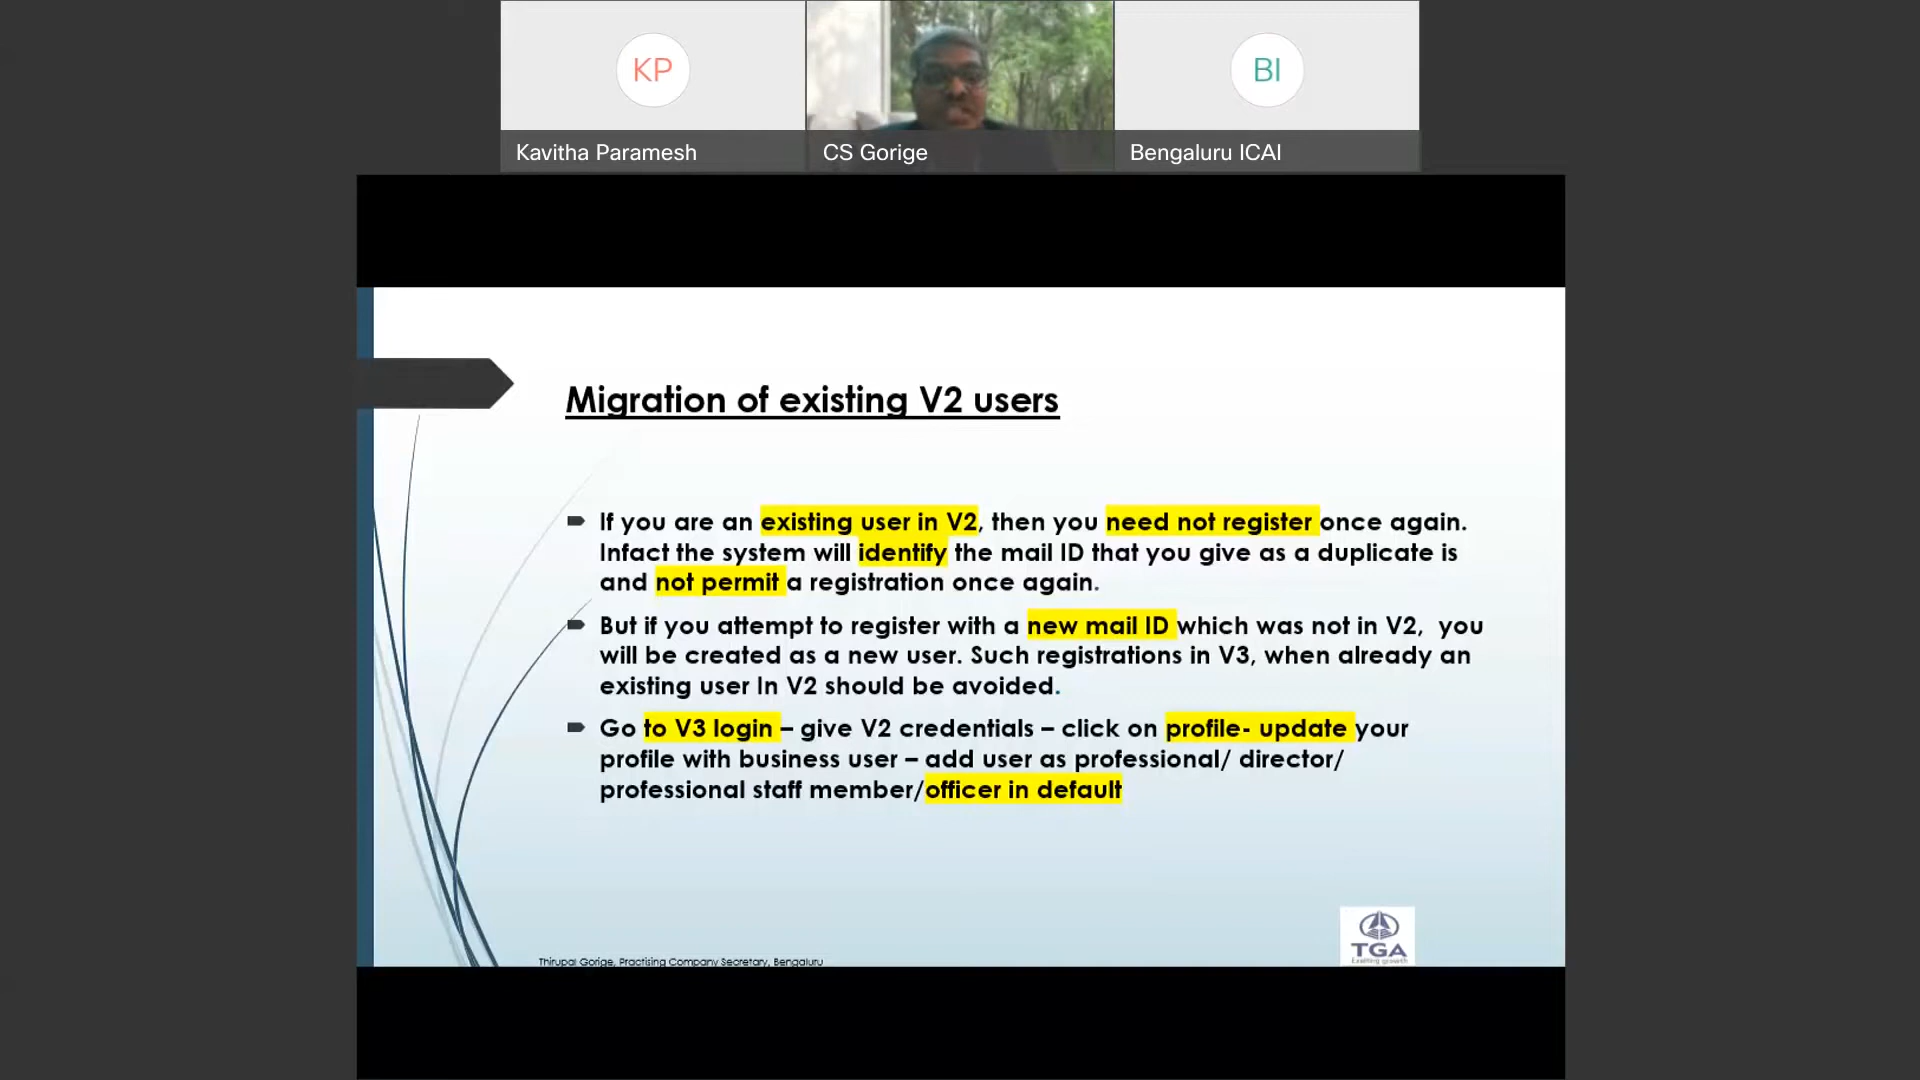 KP
BI
Kavitha Paramesh
CS Gorige
Bengaluru ICAI
Migration of existing V2 users
If you are an existing user in V2, then you need not register once again.
Infact the system will identify the mail ID that you give as a duplicate is
and not permit a registration once again.
But if you attempt to register with a new mail ID which was not in V2, you
will be created as a new user. Such registrations in V3, when already an
existing user In V2 should be avoided.
Go to V3 login – give V2 credentials – click on profile- update your
profile with business user – add user as professional/ director/
professional staff member/officer in default
TGA
Exalting growth
Thirupal Gorige, Practising Company Secretary, Bengaluru